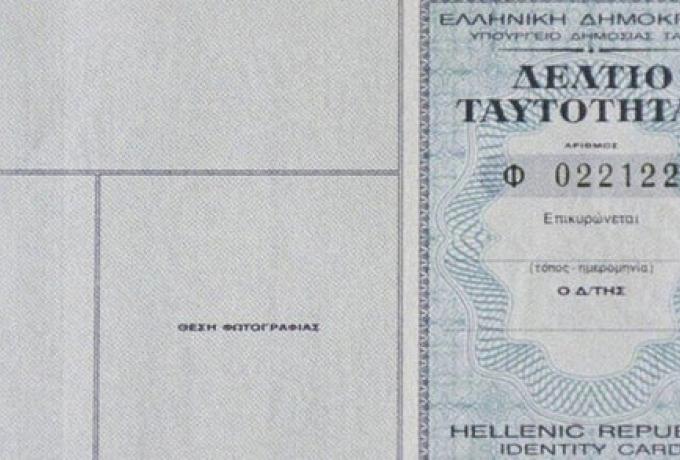 ΕΛΛΗΝΙΚΗ ΔΗΜΟΚΡ
ΥΠΟΥΡΓΕΙΟ ΔΗΜΟΣΙΑΣ ΤΑ
ΔΕΛΤΙΟ
ΤΑΥΤΟΤΗΤΑ
ΑΡΙΘΜΟΣ
Φ 022122
Επικυρώνεται
(τόπος - ημερομηνία)
Ο Δ/ΤΗΣ
ΘΕΣΗ ΦΩΤΟΓΡΑΦΙΑΣ
HELLENIC REPUB
IDENTITY CARD